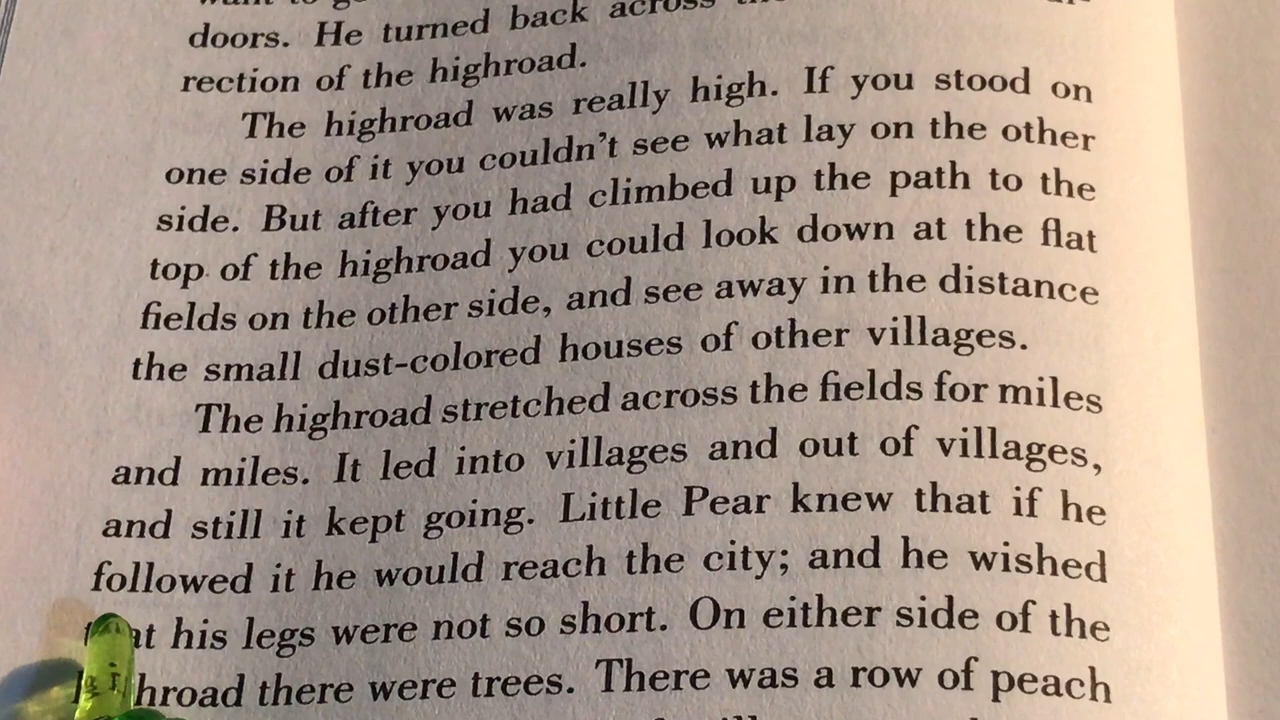 doors. He turned back across
rection of the highroad.
The highroad was really high. If you stood on
one side of it you couldn't see what lay on the other
side. But after you had climbed up the path to the
top of the highroad you could look down at the flat
fields on the other side, and see away in the distance
the small dust-colored houses of other villages.
The highroad stretched across the fields for miles
and miles. It led into villages and out of villages,
and still it kept going. Little Pear knew that if he
followed it he would reach the city; and he wished
that his legs were not so short. On either side of the
highroad there were trees. There was a row of peach